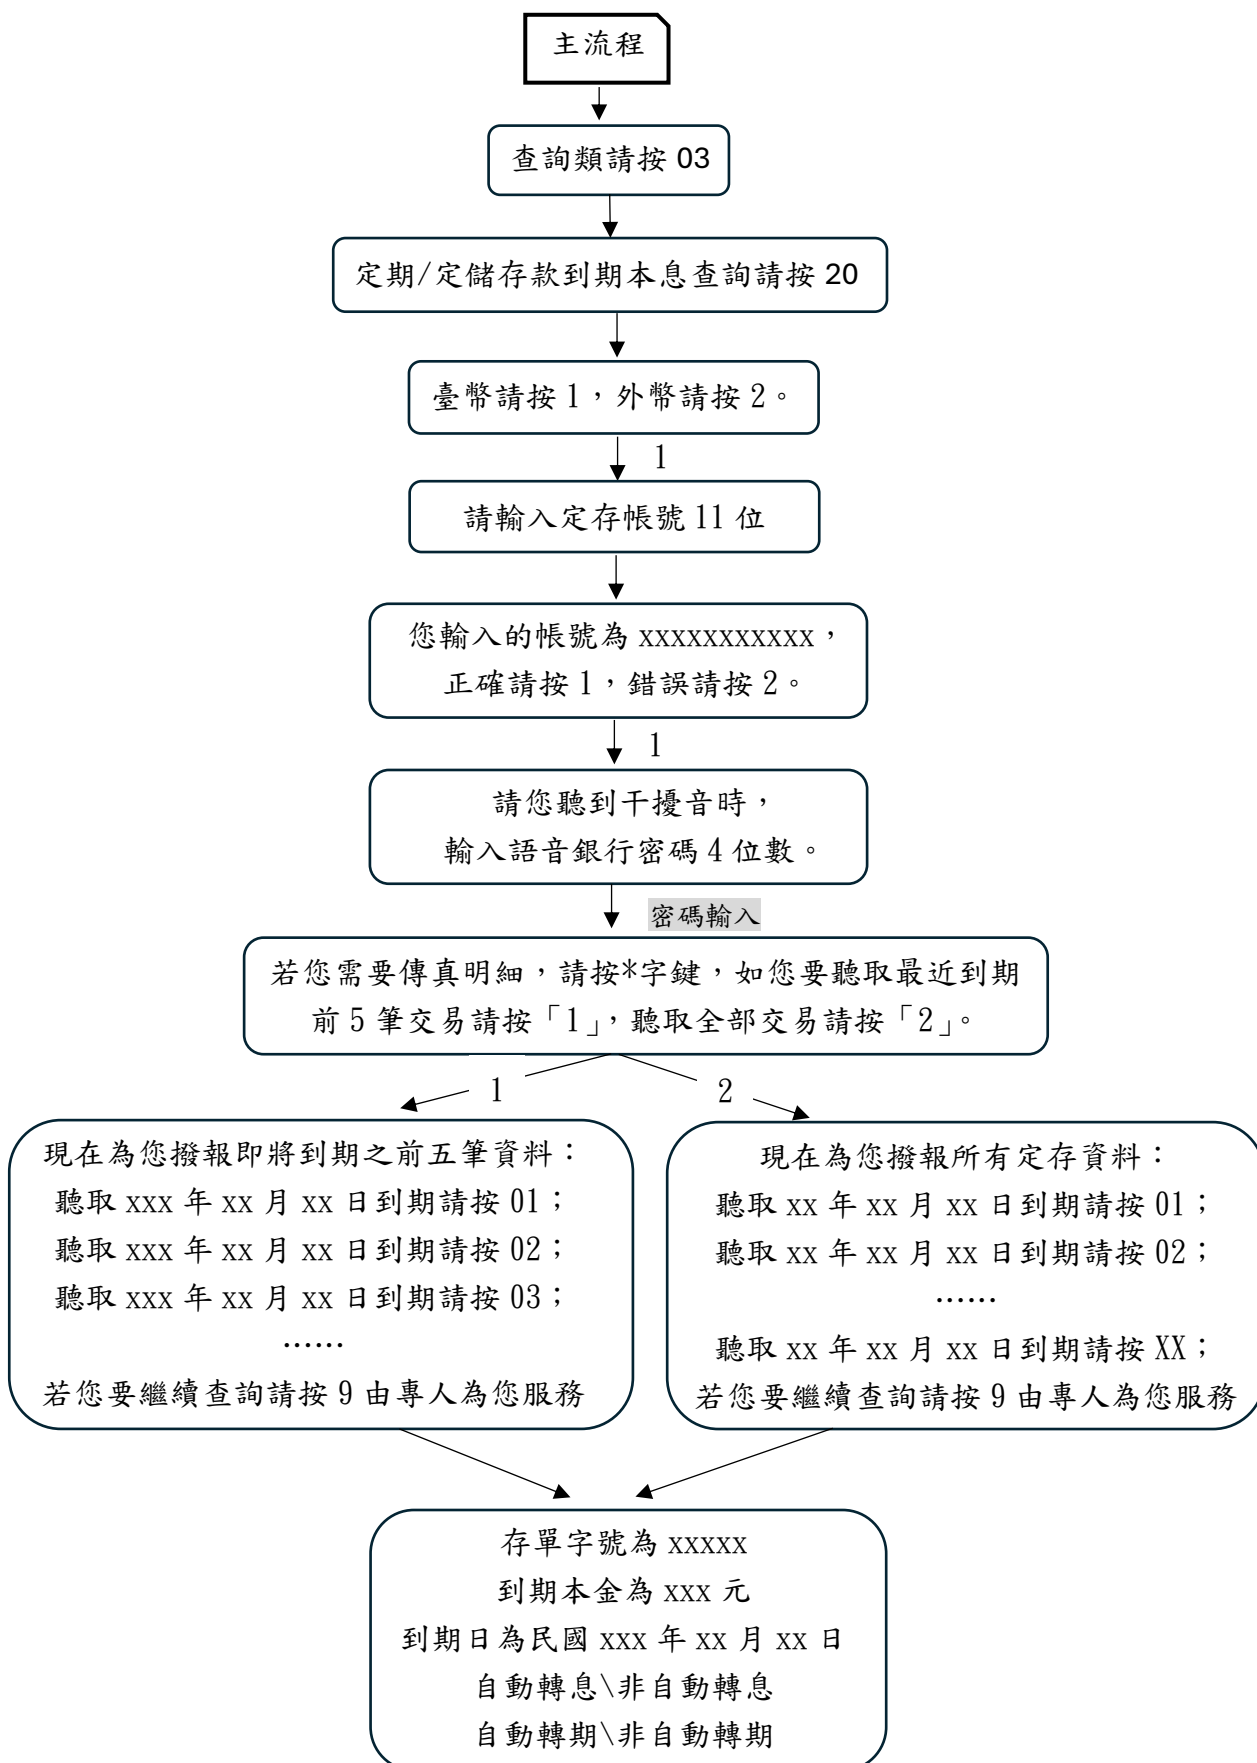 主流程
查詢類請按 03
定期/定儲存款到期本息查詢請按 20
臺幣請按 1，外幣請按 2。
1
請輸入定存帳號 11 位
您輸入的帳號為 xxxxxxxxxxx，
正確請按 1，錯誤請按 2。
1
請您聽到干擾音時，
輸入語音銀行密碼 4 位數。
密碼輸入
若您需要傳真明細，請按*字鍵，如您要聽取最近到期
前 5 筆交易請按「1」，聽取全部交易請按「2」。
1
2
現在為您撥報即將到期之前五筆資料：
聽取 xxx 年 xx 月 xx 日到期請按 01；
聽取 xxx 年 xx 月 xx 日到期請按 02；
聽取 xxx 年 xx 月 xx 日到期請按 03；
……
若您要繼續查詢請按 9 由專人為您服務
現在為您撥報所有定存資料：
聽取 xx 年 xx 月 xx 日到期請按 01；
聽取 xx 年 xx 月 xx 日到期請按 02；
……
聽取 xx 年 xx 月 xx 日到期請按 XX；
若您要繼續查詢請按 9 由專人為您服務
存單字號為 xxxxx
到期本金為 xxx 元
到期日為民國 xxx 年 xx 月 xx 日
自動轉息\非自動轉息
自動轉期\非自動轉期